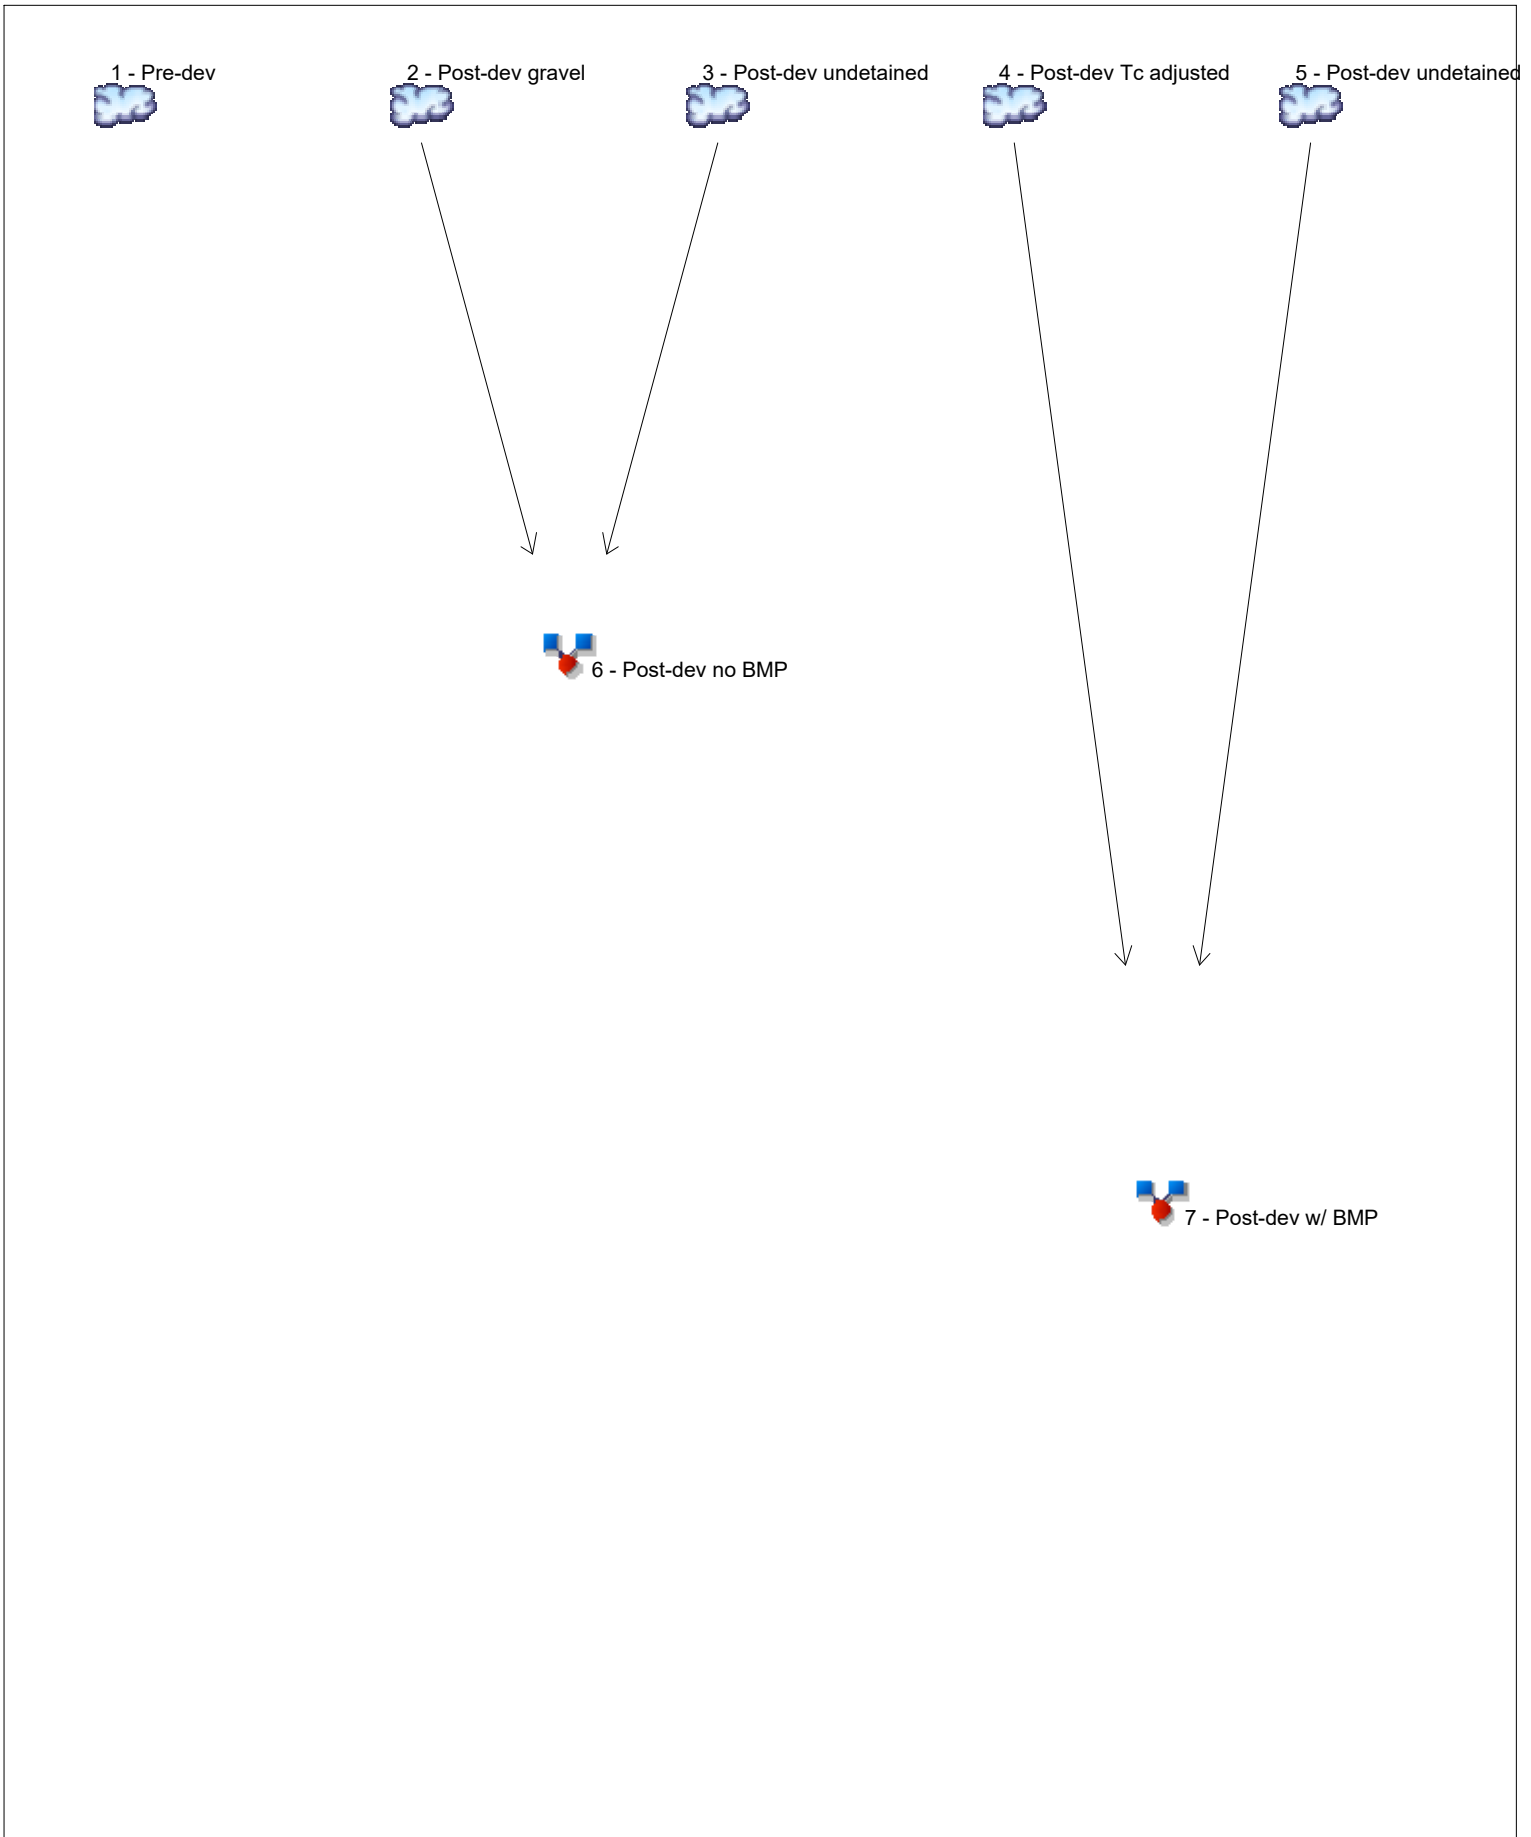 1 - Pre-dev
2 - Post-dev gravel
3 - Post-dev undetained
4 - Post-dev Tc adjusted
5 - Post-dev undetained
6 - Post-dev no BMP
7 - Post-dev w/ BMP